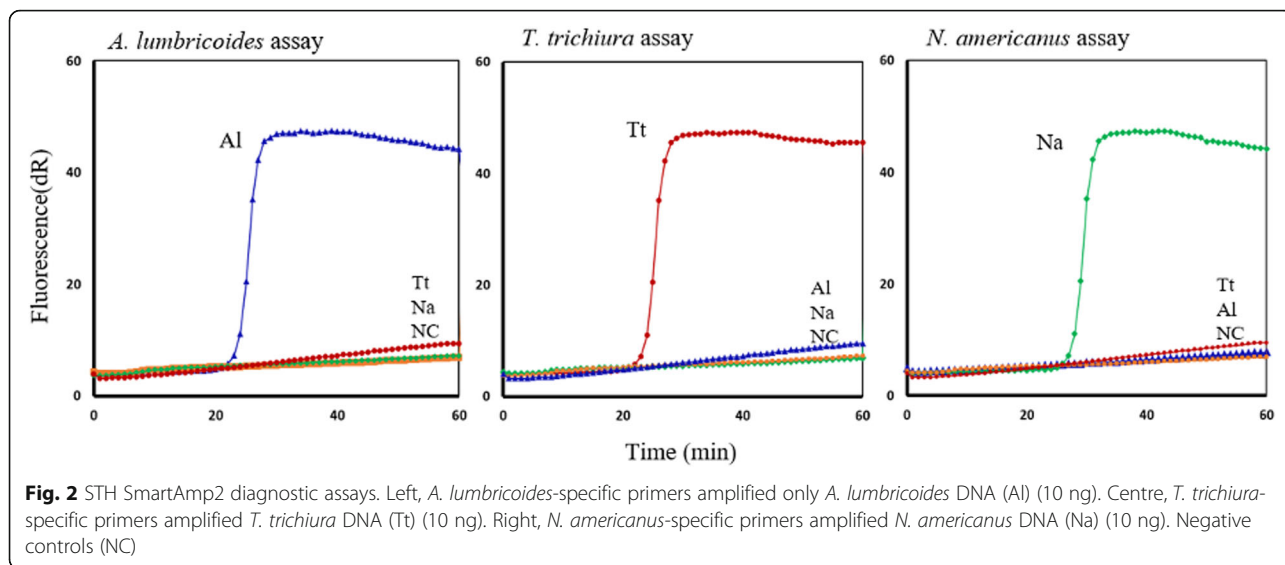 A. lumbricoides assay
T. trichiura assay
N. americanus assay
Fluorescence(dR)
60
40
20
0
Al
Tt
Na
NC
0
20
40
60
60
40
20
0
Tt
Al
Na
NC
0
20
40
60
60
40
20
0
Na
Tt
Al
NC
0
20
40
60
Time (min)
Fig. 2 STH SmartAmp2 diagnostic assays. Left, A. lumbricoides-specific primers amplified only A. lumbricoides DNA (Al) (10 ng). Centre, T. trichiura-
specific primers amplified T. trichiura DNA (Tt) (10 ng). Right, N. americanus-specific primers amplified N. americanus DNA (Na) (10 ng). Negative
controls (NC)